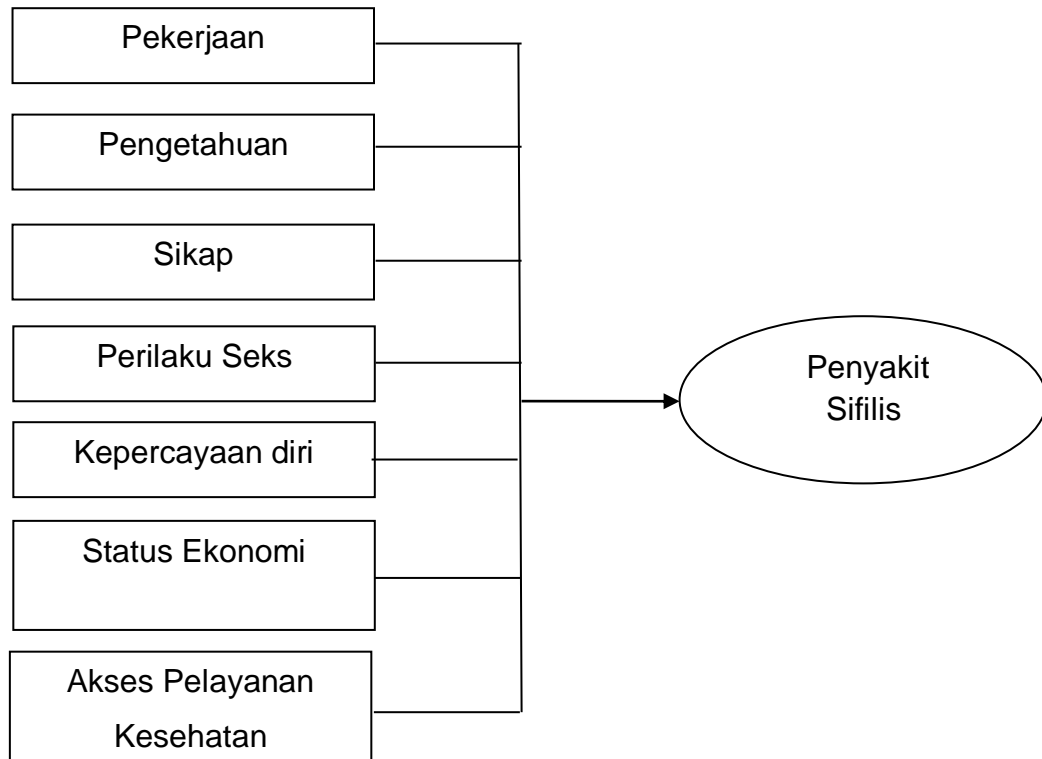 Pekerjaan
Pengetahuan
Sikap
Perilaku Seks
Kepercayaan diri
Status Ekonomi
Akses Pelayanan
Kesehatan
Penyakit
Sifilis